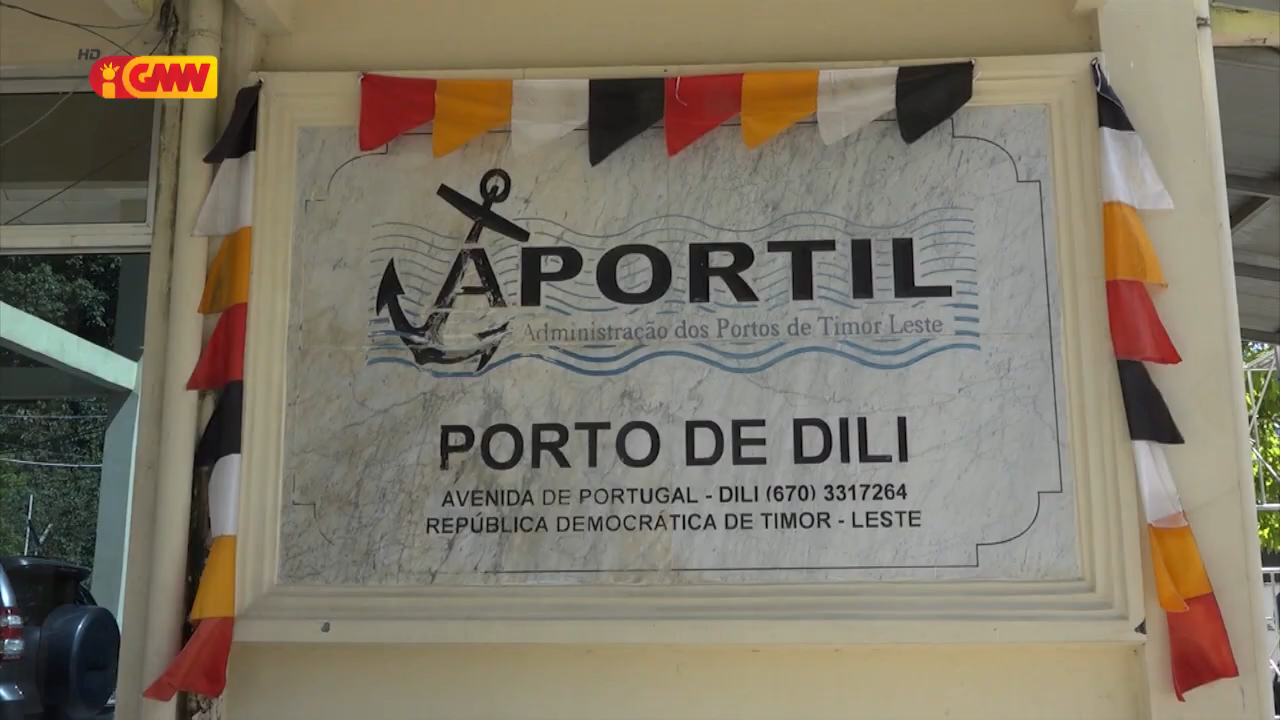 HD
GMN
APORTIL
Administração dos Portos de Timor Leste
PORTO DE DILI
AVENIDA DE PORTUGAL - DILI (670) 3317264
REPÚBLICA DEMOCRÁTICA DE TIMOR - LESTE